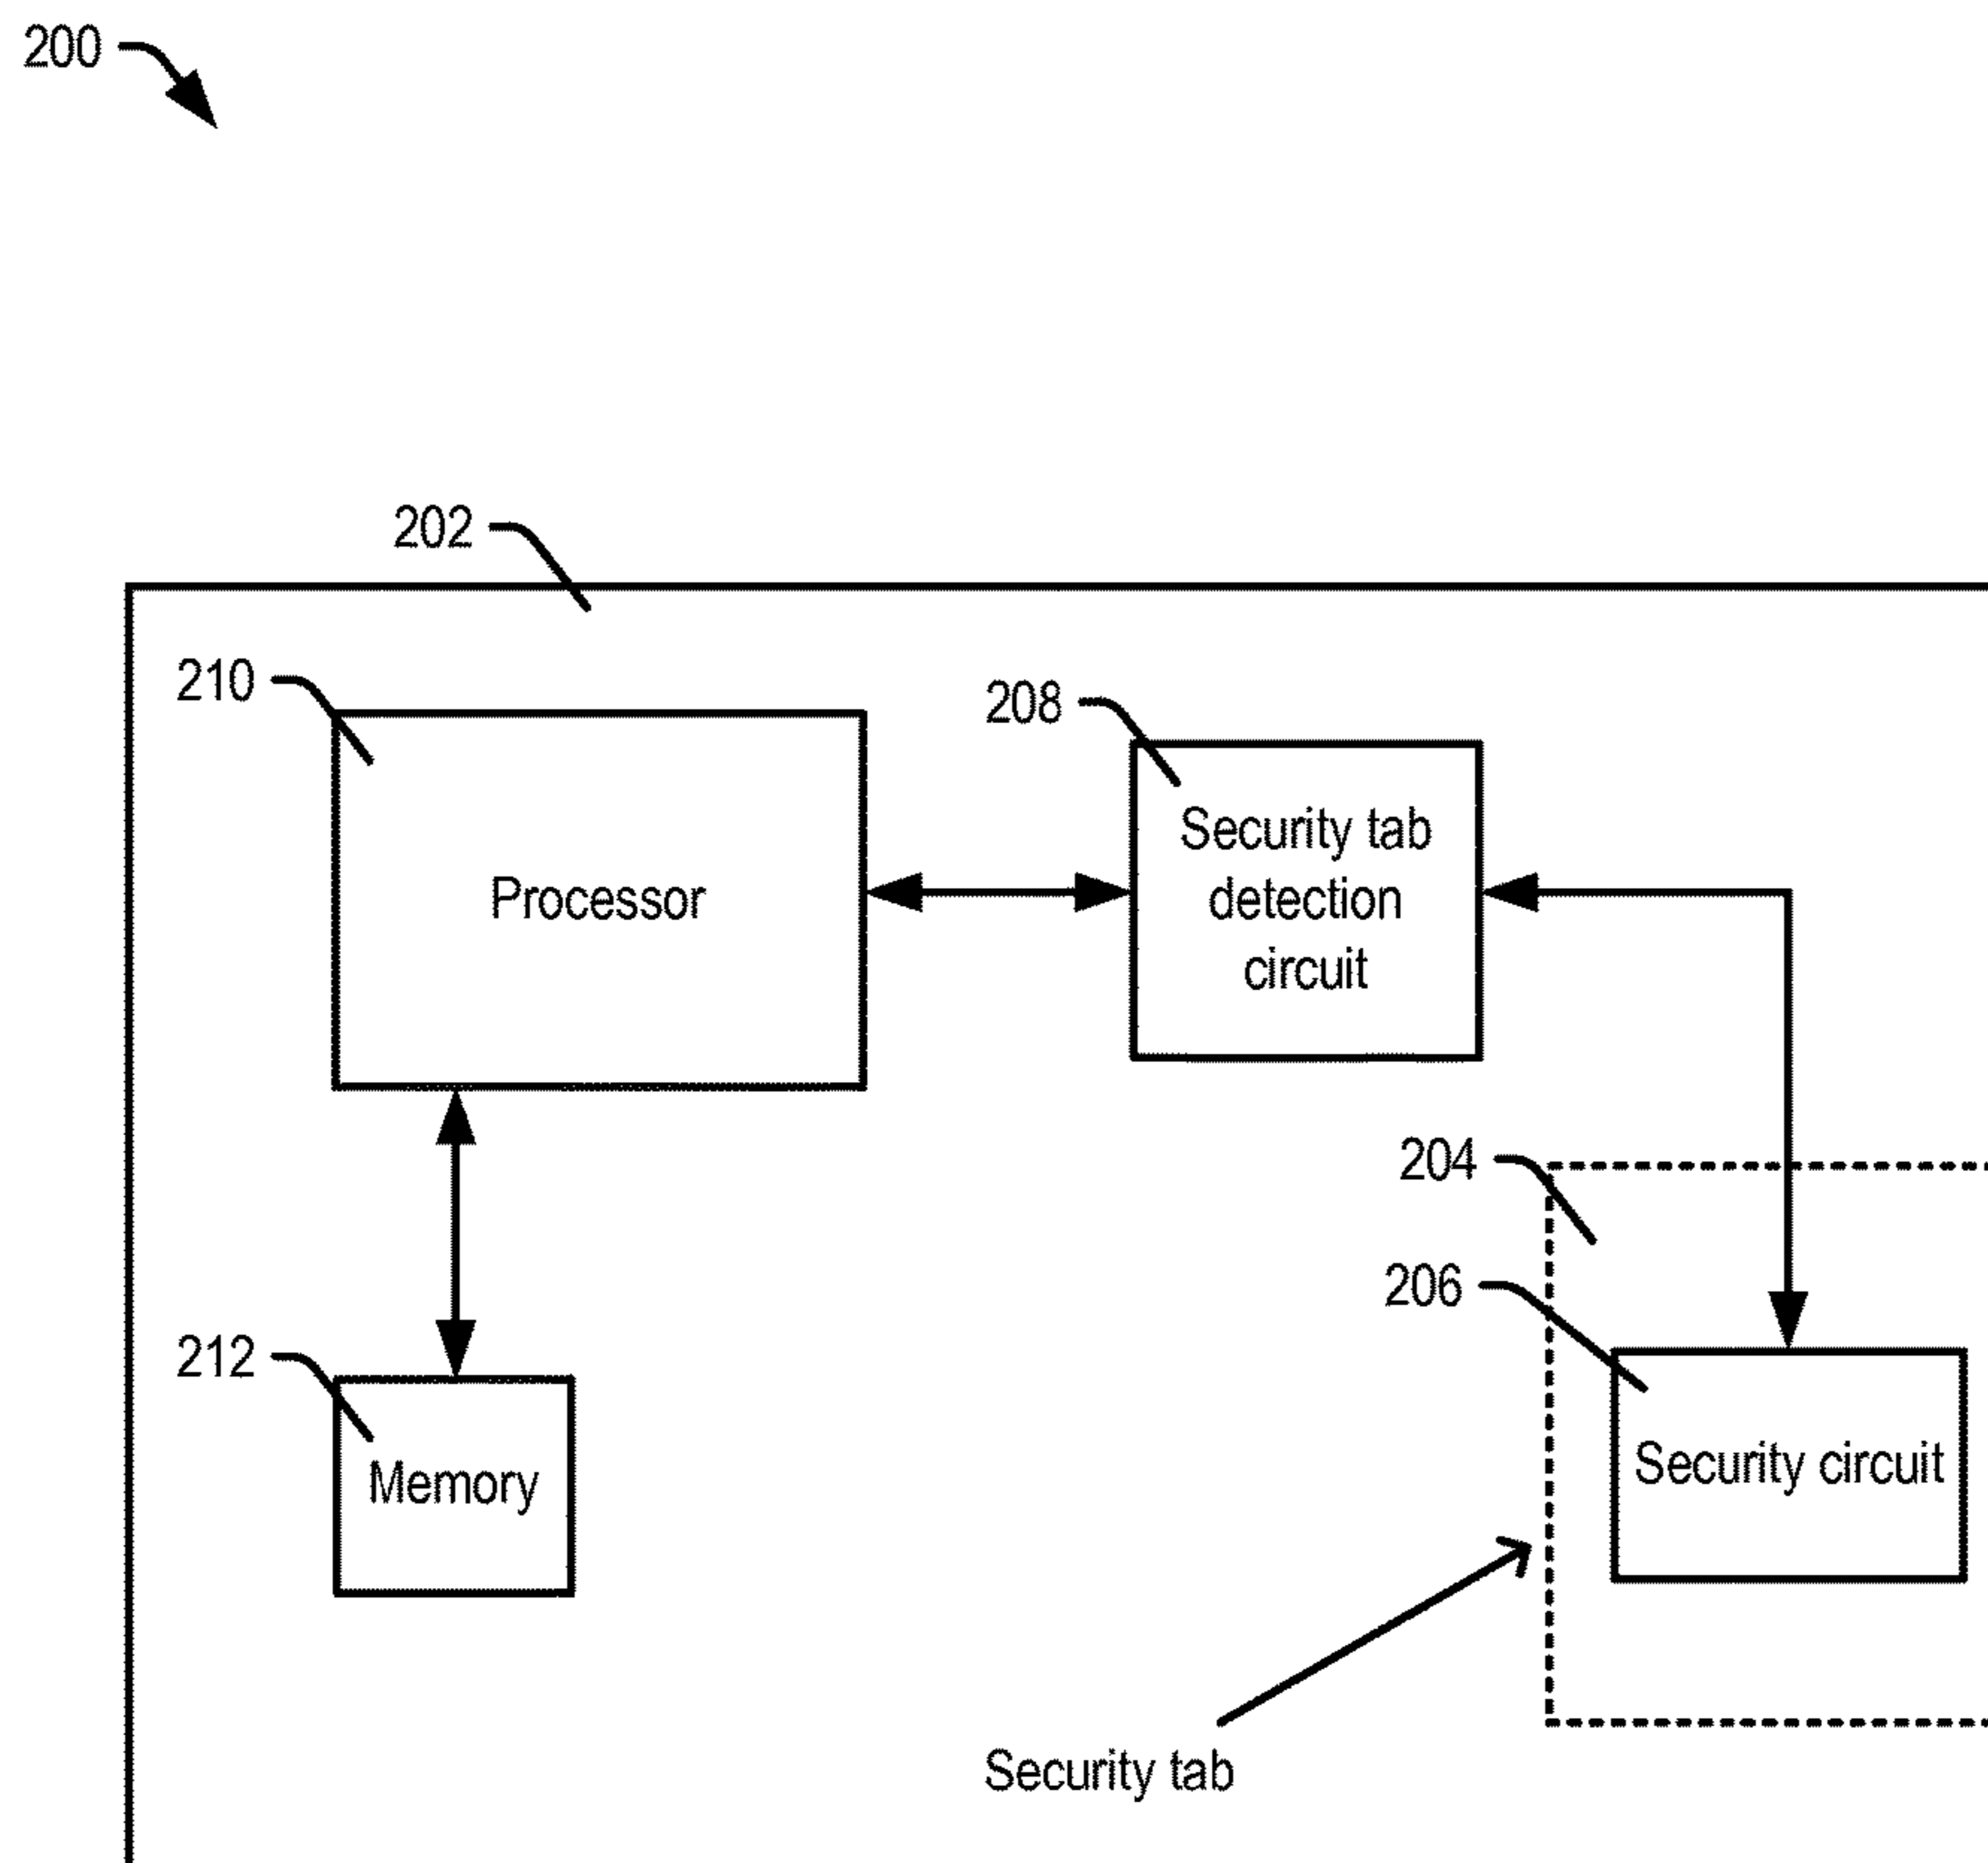 200
202
210
208
Security tab
detection
circuit
Processor
204
206
212
Security circuit
Memory
Security tab